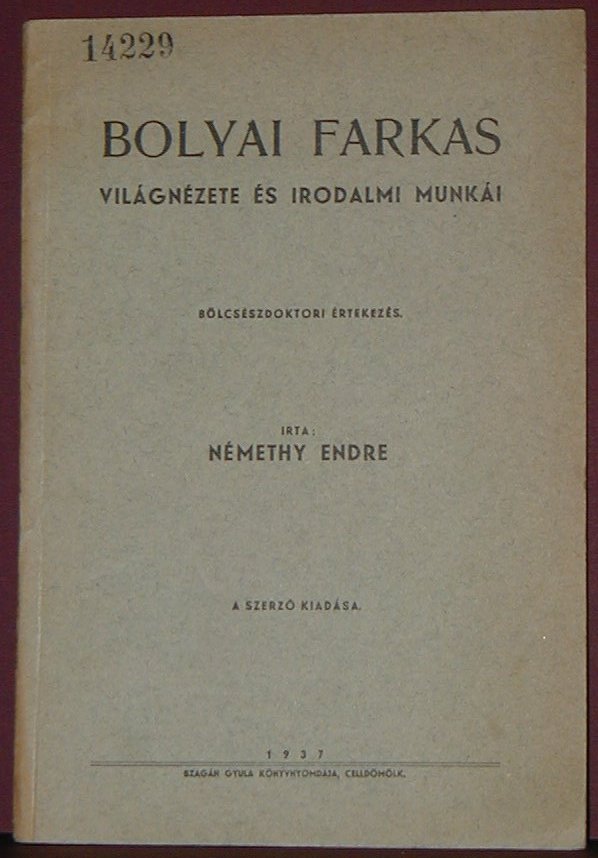 14229
BOLYAI FARKAS
VILÁGNÉZETE ÉS IRODALMI MUNKÁI
BÖLCSÉSZDOKTORI ÉRTEKEZÉS.
IRTA:
NÉMETHY ENDRE
A SZERZŐ KIADÁSA.
1937
SZAGÁN GYULA KÖNYVNYOMDÁJA, CELLDÖMÖLK.